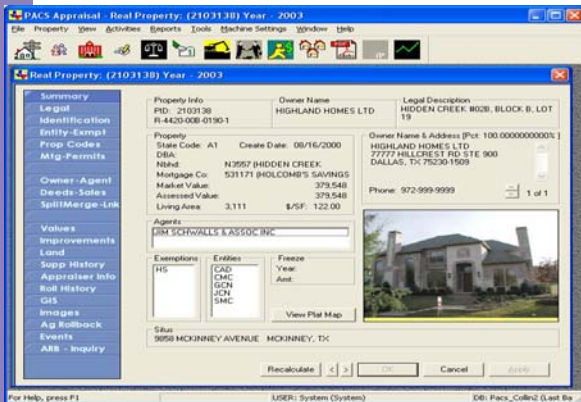 PACS Appraisal - Real Property: (2103138) Year - 2003
File Property View Activities Reports Tools Machine Settings Window Help
Real Property: (2103138) Year - 2003
Summary
Legal
Identification
Entity-Exmpt
Prop Codes
Mtg-Permits
Owner-Agent
Deeds-Sales
SplitMerge-Lnk
Values
Improvements
Land
Supp History
Appraiser Info
Roll History
GIS
Images
Ag Rollback
Events
ARB - Inquiry
Property Info
PID: 2103138
R-4420-00B-0190-1
Owner Name
HIGHLAND HOMES LTD
Legal Description
HIDDEN CREEK #02B, BLOCK B, LOT
19
Property
State Code: A1 Create Date: 08/16/2000
DBA:
Nbhd: N3557 (HIDDEN CREEK
Mortgage Co: 531171 (HOLCOMB'S SAVINGS
Market Value: 379,548
Assessed Value: 379,548
Living Area: 3,111 $/SF: 122.00
Owner Name & Address [Pct: 100.0000000000% ]
HIGHLAND HOMES LTD
77777 HILLCREST RD STE 900
DALLAS, TX 75230-1509
Phone: 972-999-9999
1 of 1
Agents
JIM SCHWALLS & ASSOC INC
Exemptions
HS
Entities
CAD
CMC
GCN
JCN
SMC
Freeze
Year:
Amt:
View Plat Map
Situs
9858 MCKINNEY AVENUE MCKINNEY, TX
Recalculate < > OK Cancel Apply
For Help, press F1 USER: System (System) DB: Pacs_Collin2 (Last Ba